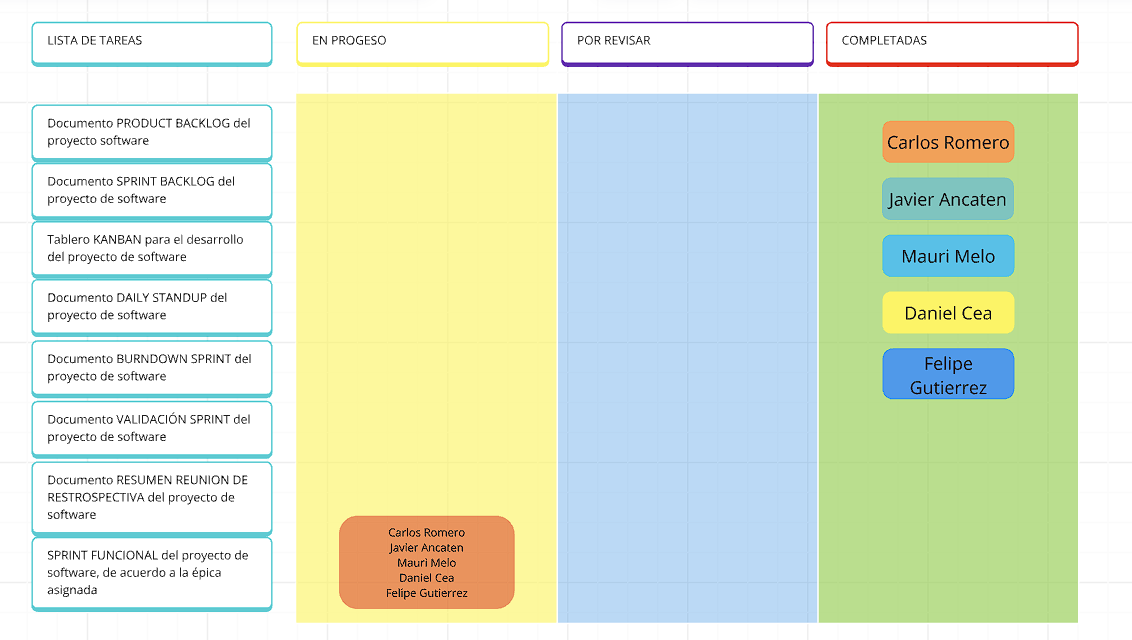 LISTA DE TAREAS
EN PROGESO
POR REVISAR
COMPLETADAS
Documento PRODUCT BACKLOG del
proyecto software
Documento SPRINT BACKLOG del
proyecto de software
Tablero KANBAN para el desarrollo
del proyecto de software
Documento DAILY STANDUP del
proyecto de software
Documento BURNDOWN SPRINT del
proyecto de software
Documento VALIDACIÓN SPRINT del
proyecto de software
Documento RESUMEN REUNION DE
RESTROSPECTIVA del proyecto de
software
SPRINT FUNCIONAL del proyecto de
software, de acuerdo a la épica
asignada
Carlos Romero
Javier Ancaten
Mauri Melo
Daniel Cea
Felipe Gutierrez
Carlos Romero
Javier Ancaten
Mauri Melo
Daniel Cea
Felipe
Gutierrez